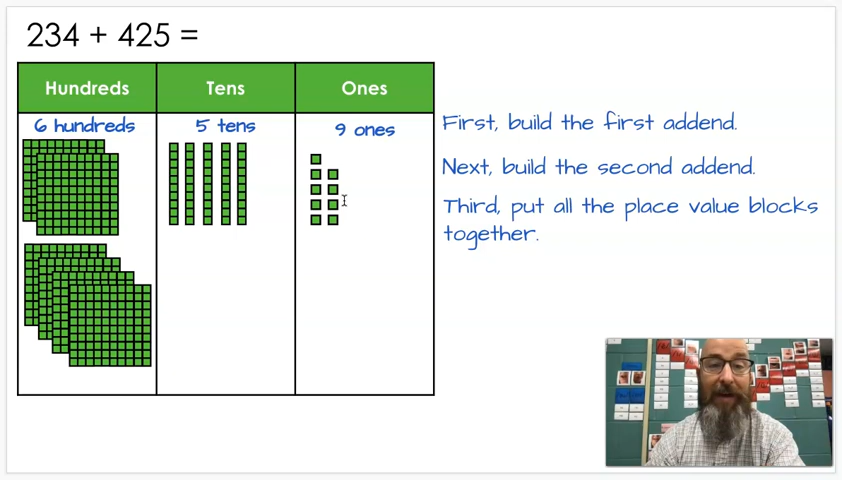 234 + 425 =
Hundreds
Tens
Ones
6 hundreds
5 tens
9 ones
First, build the first addend.
Next, build the second addend.
Third, put all the place value blocks
together.